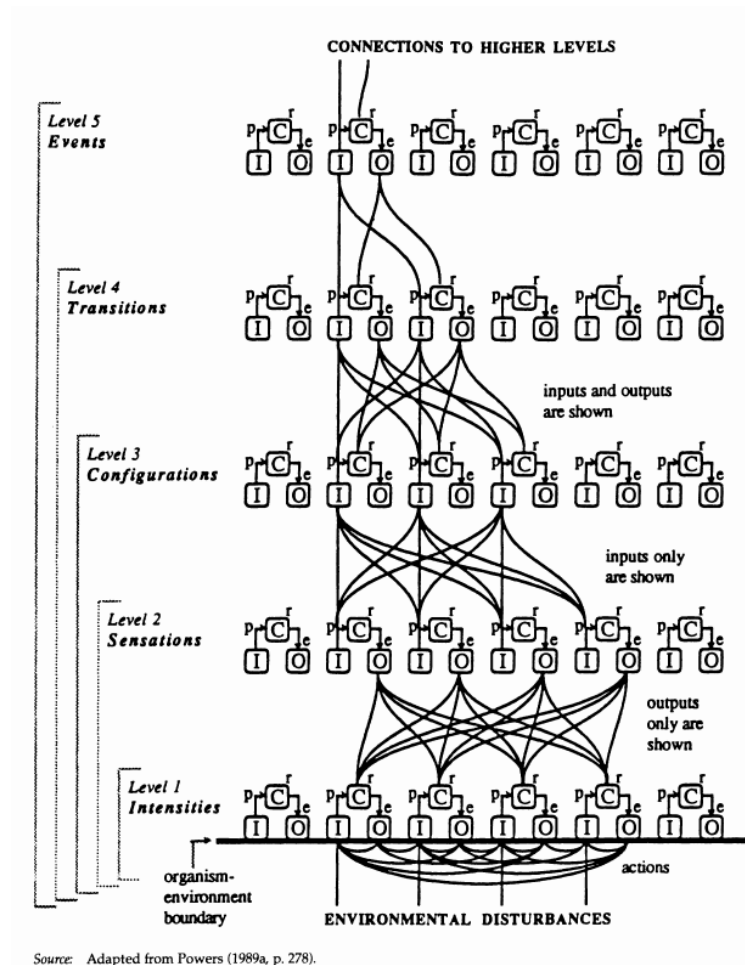 CONNECTIONS TO HIGHER LEVELS
Level 5
Events
r r r r r r
p C p C p C p C p C p C
e e e e e e
I O I O I O I O I O I O
Level 4
Transitions
r r r r r r
p C p C p C p C p C p C
e e e e e e
I O I O I O I O I O I O
inputs and outputs
are shown
Level 3
Configurations
r r r r r r
p C p C p C p C p C p C
e e e e e e
I O I O I O I O I O I O
inputs only
are shown
Level 2
Sensations
r r r r r r
p C p C p C p C p C p C
e e e e e e
I O I O I O I O I O I O
outputs
only are
shown
Level 1
Intensities
r r r r r r
p C p C p C p C p C p C
e e e e e e
I O I O I O I O I O I O
organism-
environment
boundary
actions
ENVIRONMENTAL DISTURBANCES
Source: Adapted from Powers (1989a, p. 278).